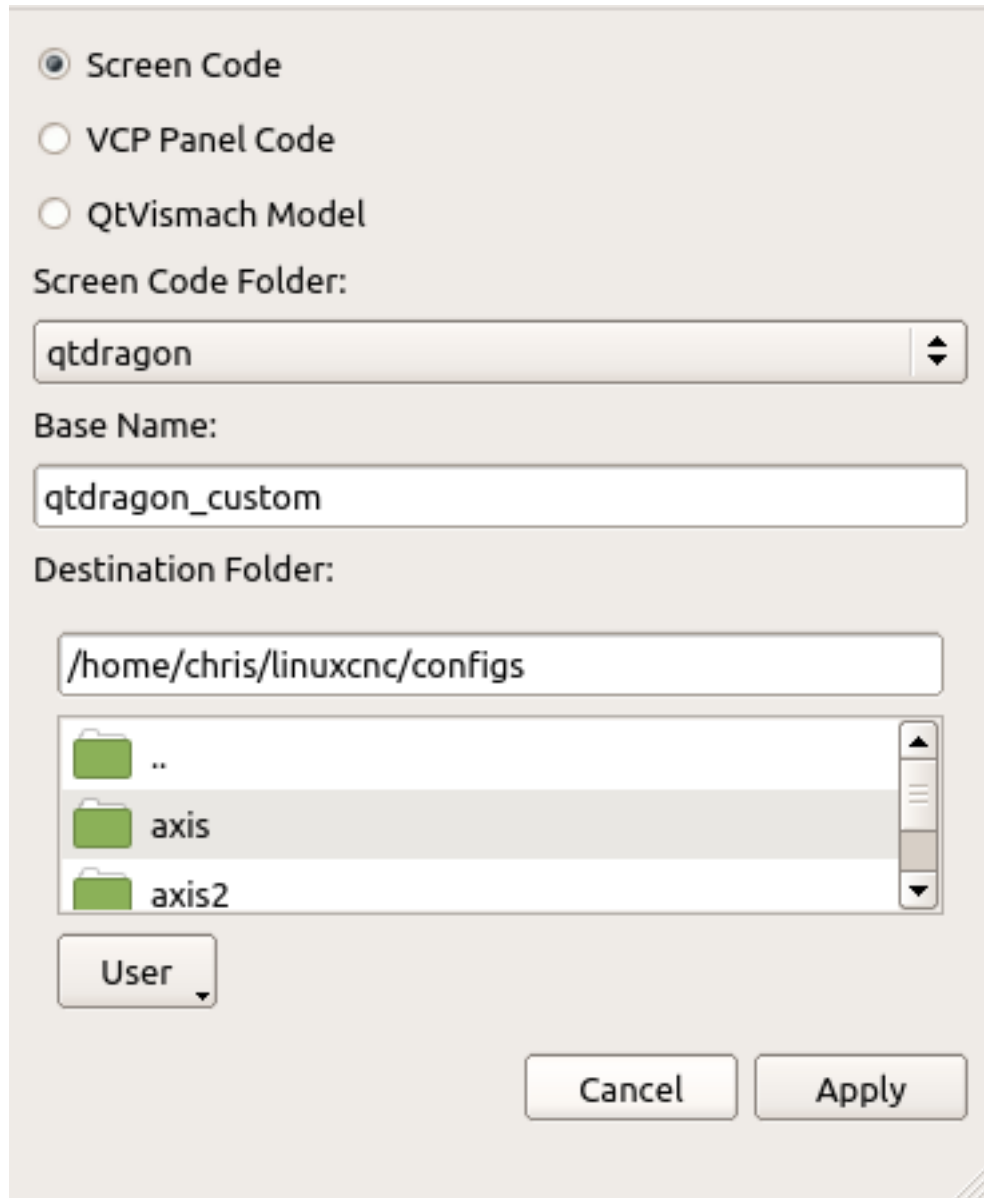 Screen Code
VCP Panel Code
QtVismach Model
Screen Code Folder:
qtdragon
Base Name:
qtdragon_custom
Destination Folder:
/home/chris/linuxcnc/configs
..
axis
axis2
User
Cancel
Apply